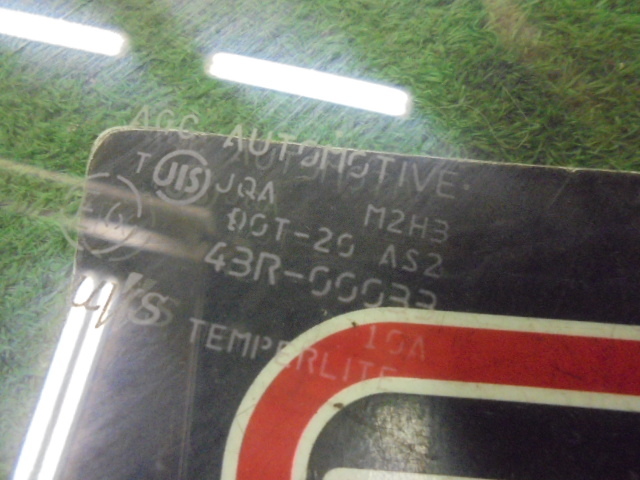 AGC AUTOMOTIVE
T JIS JQA M2H3
DOT-20 AS2
43R-00033
TEMPERLITE